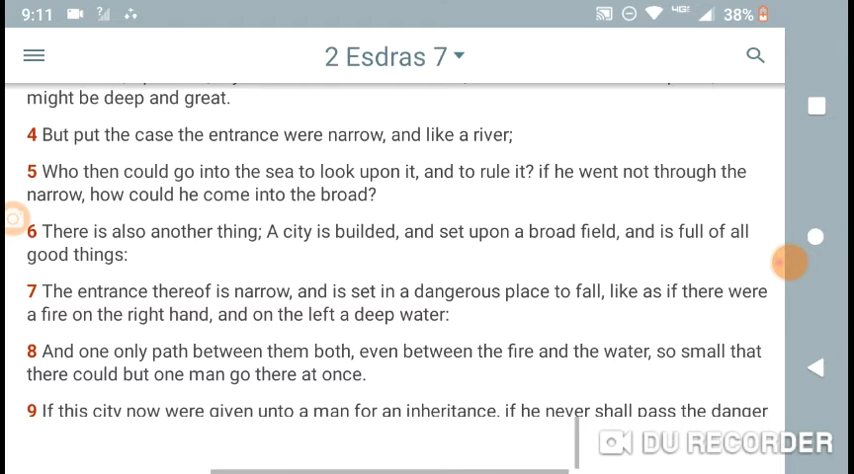 9:11
4GE
38%
2 Esdras 7
might be deep and great.
4 But put the case the entrance were narrow, and like a river;
5 Who then could go into the sea to look upon it, and to rule it? if he went not through the
narrow, how could he come into the broad?
6 There is also another thing; A city is builded, and set upon a broad field, and is full of all
good things:
7 The entrance thereof is narrow, and is set in a dangerous place to fall, like as if there were
a fire on the right hand, and on the left a deep water:
8 And one only path between them both, even between the fire and the water, so small that
there could but one man go there at once.
9 If this city now were given unto a man for an inheritance, if he never shall pass the danger
DU RECORDER